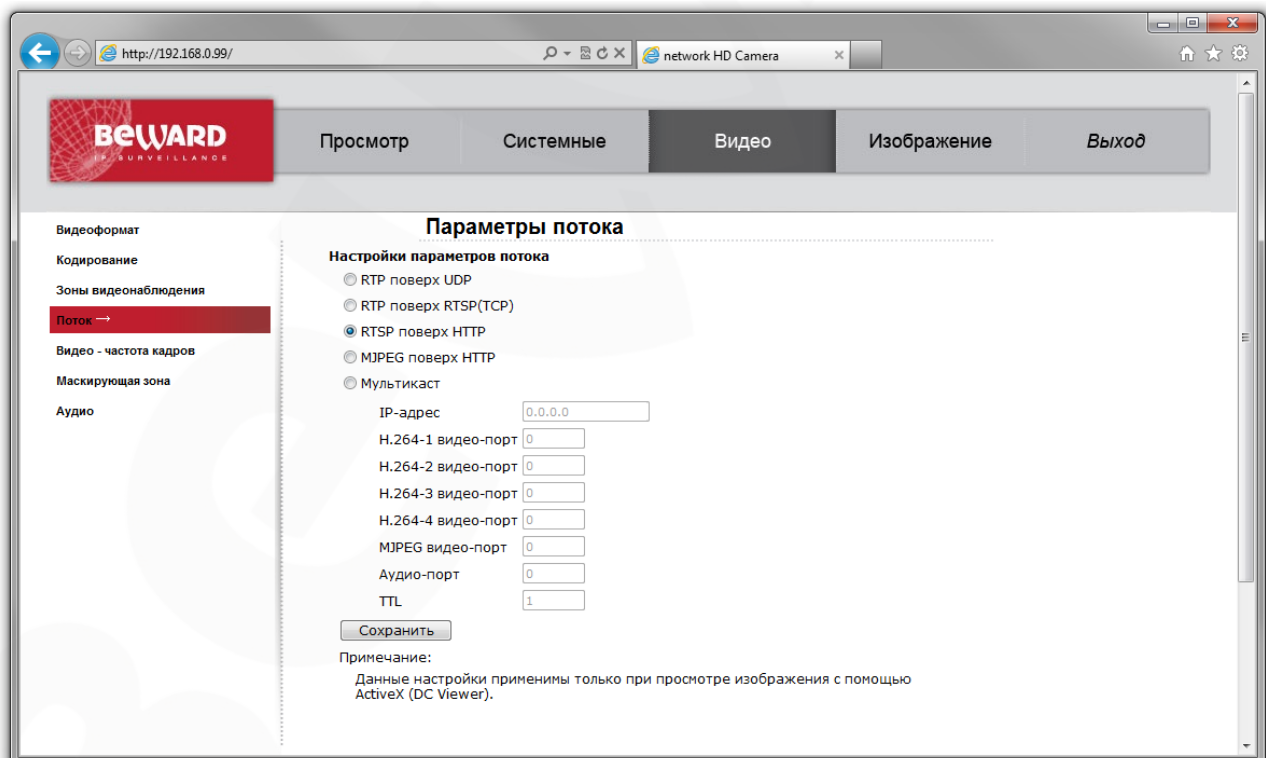 http://192.168.0.99/
network HD Camera
BEWARD
IP SURVEILLANCE
Просмотр
Системные
Видео
Изображение
Выход
Видеоформат
Кодирование
Зоны видеонаблюдения
Поток →
Видео - частота кадров
Маскирующая зона
Аудио
Параметры потока
Настройки параметров потока
RTP поверх UDP
RTP поверх RTSP(TCP)
RTSP поверх HTTP
MJPEG поверх HTTP
Мультикаст
IP-адрес 0.0.0.0
H.264-1 видео-порт 0
H.264-2 видео-порт 0
H.264-3 видео-порт 0
H.264-4 видео-порт 0
MJPEG видео-порт 0
Аудио-порт 0
TTL 1
Сохранить
Примечание:
Данные настройки применимы только при просмотре изображения с помощью
ActiveX (DC Viewer).